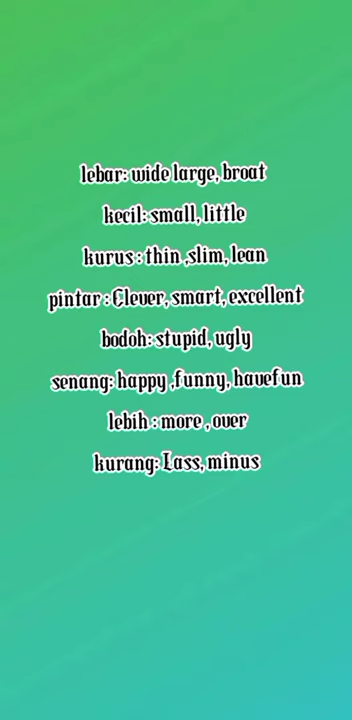 lebar: wide large, broat
kecil: small, little
kurus : thin ,slim, lean
pintar : Clever, smart, excellent
bodoh: stupid, ugly
senang: happy ,funny, havefun
lebih : more , over
kurang: Lass, minus